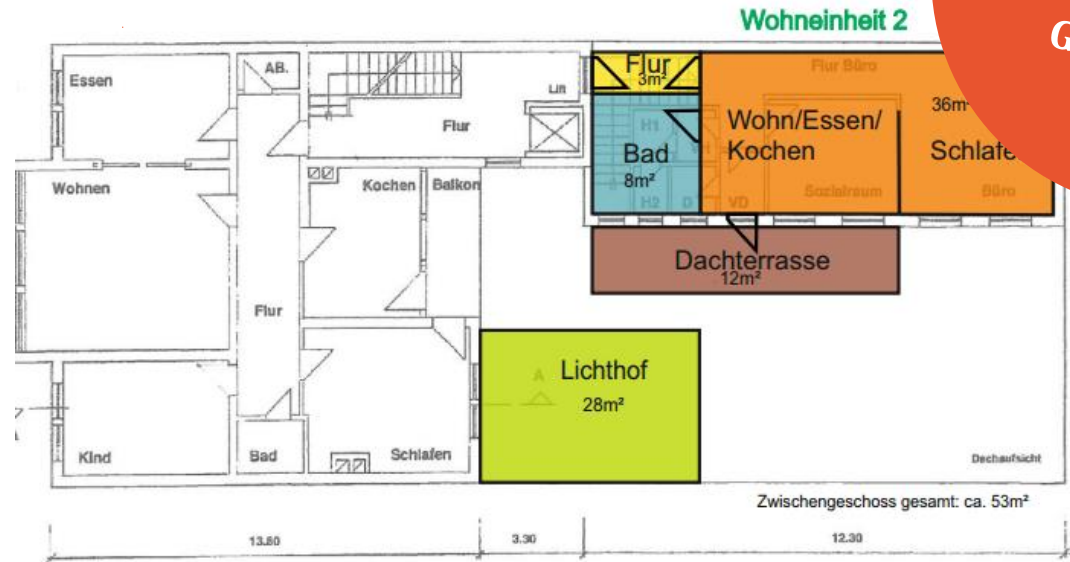 Wohneinheit 2
G
Essen
AB.
Lift
Flur
Flur
3m²
Flur Büro
36m²
Wohn/Essen/
Kochen
Schlafe
H1
Bad
8m²
Wohnen
Kochen
Balkon
H2
D
VD
Sozialraum
Büro
Dachterrasse
12m²
Flur
Lichthof
28m²
A
Kind
Bad
Schlafen
Dachaufsicht
Zwischengeschoss gesamt: ca. 53m²
13.80
3.30
12.30